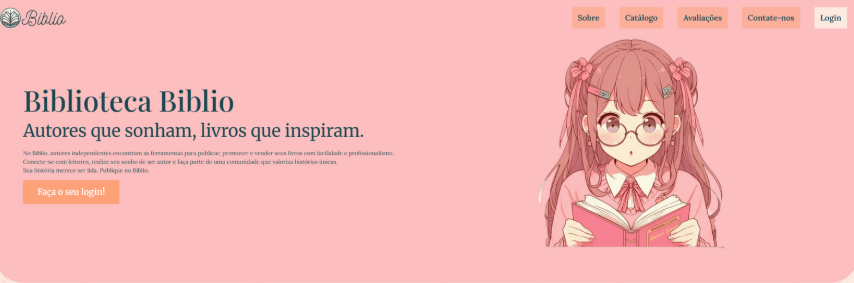 Biblio
Sobre
Catálogo
Avaliações
Contate-nos
Login
Biblioteca Biblio
Autores que sonham, livros que inspiram.
No Biblio, autores independentes encontram as ferramentas para publicar, promover e vender seus livros com facilidade e profissionalismo.
Conecte-se com leitores, realize seu sonho de ser autor e faça parte de uma comunidade que valoriza histórias únicas.
Sua história merece ser lida. Publique no Biblio.
Faça o seu login!